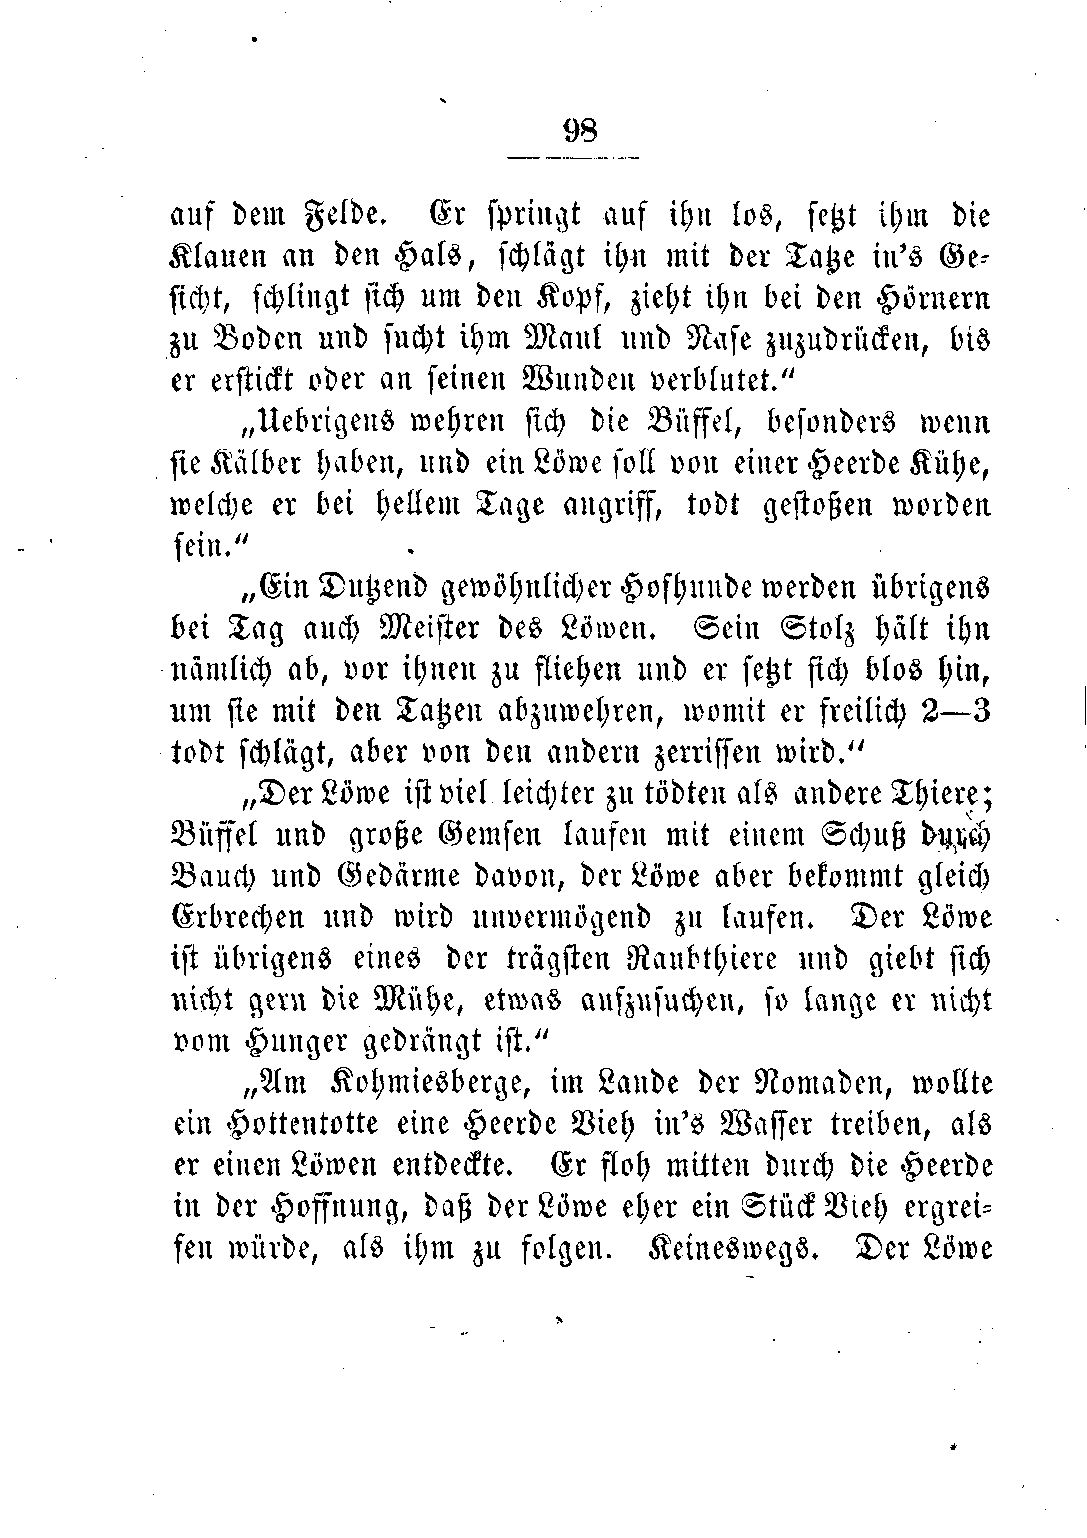 98
auf dem Felde. Er springt auf ihn los, setzt ihm die
Klauen an den Hals, schlägt ihn mit der Tatze in's Ge-
sicht, schlingt sich um den Kopf, zieht ihn bei den Hörnern
zu Boden und sucht ihm Maul und Nase zuzudrücken, bis
er erstickt oder an seinen Wunden verblutet.“
„Uebrigens wehren sich die Büffel, besonders wenn
sie Kälber haben, und ein Löwe soll von einer Heerde Kühe,
welche er bei hellem Tage angriff, todt gestoßen worden
sein.“
„Ein Dutzend gewöhnlicher Hofhunde werden übrigens
bei Tag auch Meister des Löwen. Sein Stolz hält ihn
nämlich ab, vor ihnen zu fliehen und er setzt sich blos hin,
um sie mit den Tatzen abzuwehren, womit er freilich 2—3
todt schlägt, aber von den andern zerrissen wird.“
„Der Löwe ist viel leichter zu tödten als andere Thiere;
Büffel und große Gemsen laufen mit einem Schuß durch
Bauch und Gedärme davon, der Löwe aber bekommt gleich
Erbrechen und wird unvermögend zu laufen. Der Löwe
ist übrigens eines der trägsten Raubthiere und giebt sich
nicht gern die Mühe, etwas aufzusuchen, so lange er nicht
vom Hunger gedrängt ist.“
„Am Kohmiesberge, im Lande der Nomaden, wollte
ein Hottentotte eine Heerde Vieh in's Wasser treiben, als
er einen Löwen entdeckte. Er floh mitten durch die Heerde
in der Hoffnung, daß der Löwe eher ein Stück Vieh ergrei-
fen würde, als ihm zu folgen. Keineswegs. Der Löwe